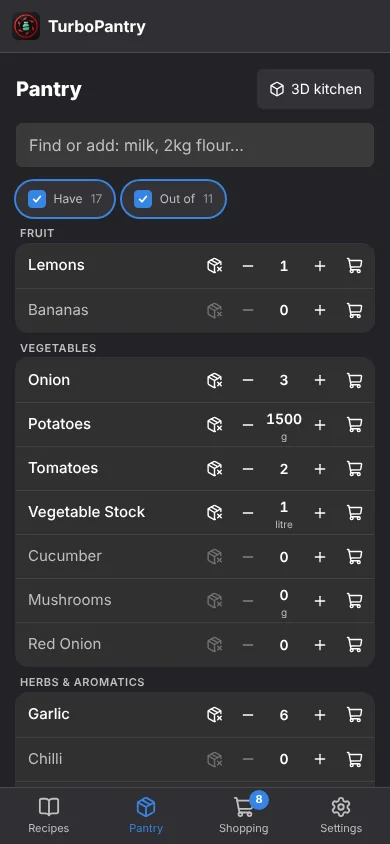 TurboPantry
Pantry
3D kitchen
Find or add: milk, 2kg flour...
Have 17
Out of 11
FRUIT
Lemons 1
Bananas 0
VEGETABLES
Onion 3
Potatoes 1500 g
Tomatoes 2
Vegetable Stock 1 litre
Cucumber 0
Mushrooms 0 g
Red Onion 0
HERBS & AROMATICS
Garlic 6
Chilli 0
8
Recipes Pantry Shopping Settings